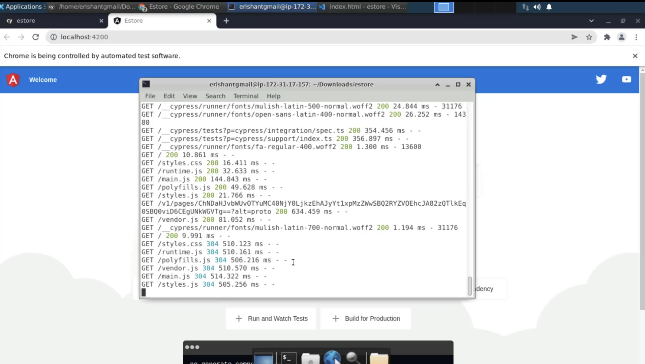 Applications
/home/erishantgmail/Do...
Estore - Google Chrome
erishantgmail@ip-172-3...
index.html - estore - Vis...
cy estore
Estore
localhost:4200
Chrome is being controlled by automated test software.
Welcome
erishantgmail@ip-172-31-17-157: ~/Downloads/estore
File Edit View Search Terminal Help
GET /__cypress/runner/fonts/mulish-latin-500-normal.woff2 200 24.844 ms - 31176
GET /__cypress/runner/fonts/open-sans-latin-400-normal.woff2 200 26.252 ms - 143
80
GET /__cypress/tests?p=cypress/integration/spec.ts 200 354.456 ms - -
GET /__cypress/tests?p=cypress/support/index.ts 200 356.897 ms - -
GET /__cypress/runner/fonts/fa-regular-400.woff2 200 1.300 ms - 13600
GET / 200 10.861 ms - -
GET /styles.css 200 16.411 ms - -
GET /runtime.js 200 32.633 ms - -
GET /main.js 200 144.843 ms - -
GET /polyfills.js 200 49.628 ms - -
GET /styles.js 200 21.766 ms - -
GET /v1/pages/ChNDaHJvbWUvOTYuMC40NjY0LjkzEhAJyYt1xpMzZWwSBQ2RYZVOEhcJA82zQTlkEq
0SBQ0viD6CEgUNkWGVTg==?alt=proto 200 634.459 ms - -
GET /vendor.js 200 81.052 ms - -
GET /__cypress/runner/fonts/mulish-latin-700-normal.woff2 200 1.194 ms - 31176
GET / 200 9.991 ms - -
GET /styles.css 304 510.123 ms - -
GET /runtime.js 304 510.161 ms - -
GET /polyfills.js 304 506.216 ms - -
GET /vendor.js 304 510.570 ms - -
GET /main.js 304 514.322 ms - -
GET /styles.js 304 505.256 ms - -
ndency
+ Run and Watch Tests
+ Build for Production